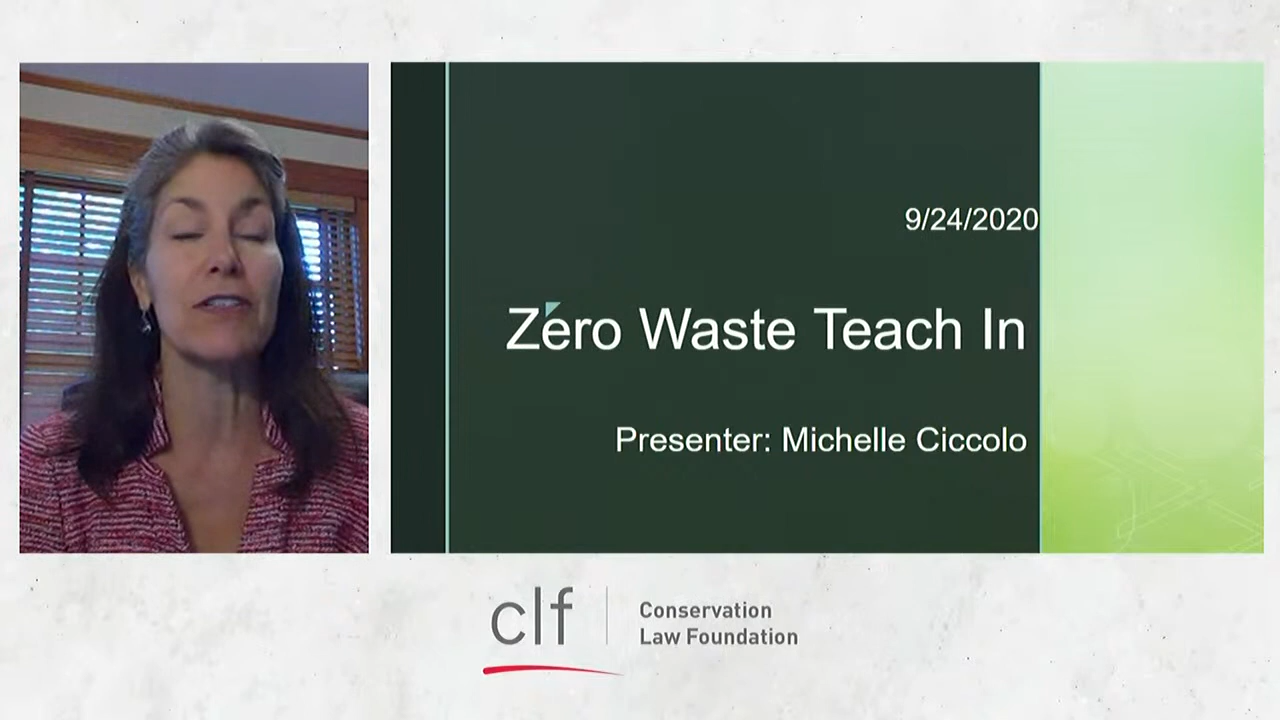 9/24/2020
Zero Waste Teach In
Presenter: Michelle Ciccolo
clf
Conservation
Law Foundation